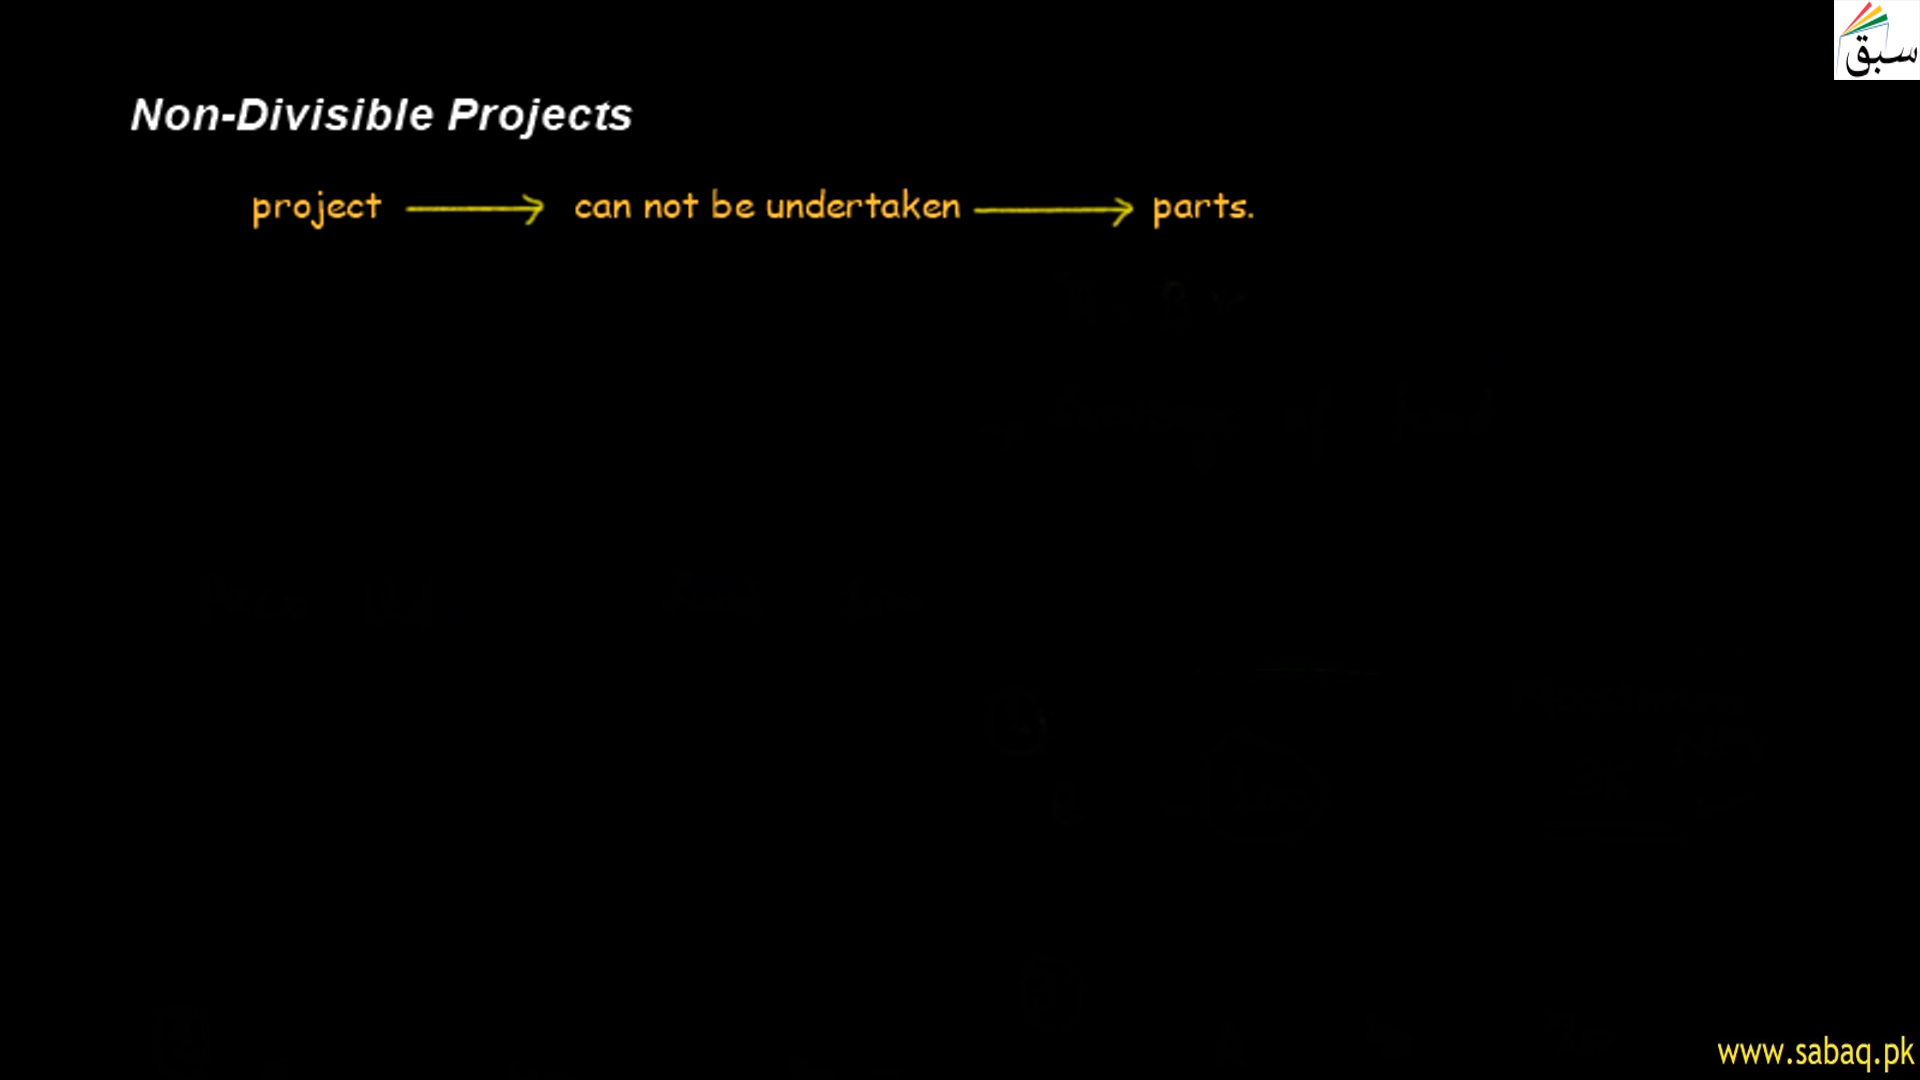 سبق
Non-Divisible Projects
project → can not be undertaken → parts.
www.sabaq.pk